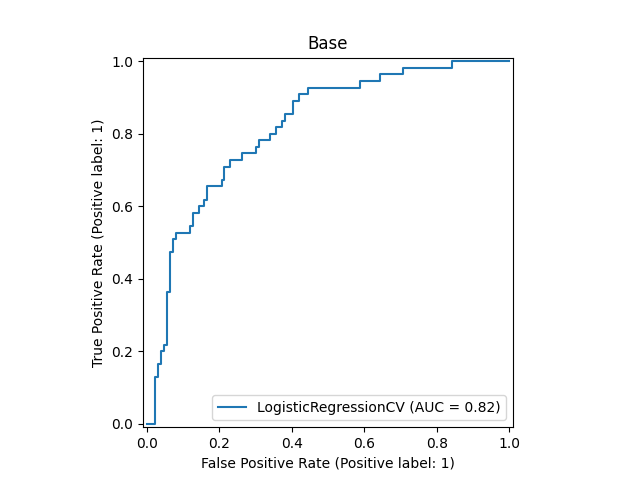 Base
1.0
0.8
0.6
0.4
0.2
0.0
True Positive Rate (Positive label: 1)
LogisticRegressionCV (AUC = 0.82)
0.0 0.2 0.4 0.6 0.8 1.0
False Positive Rate (Positive label: 1)